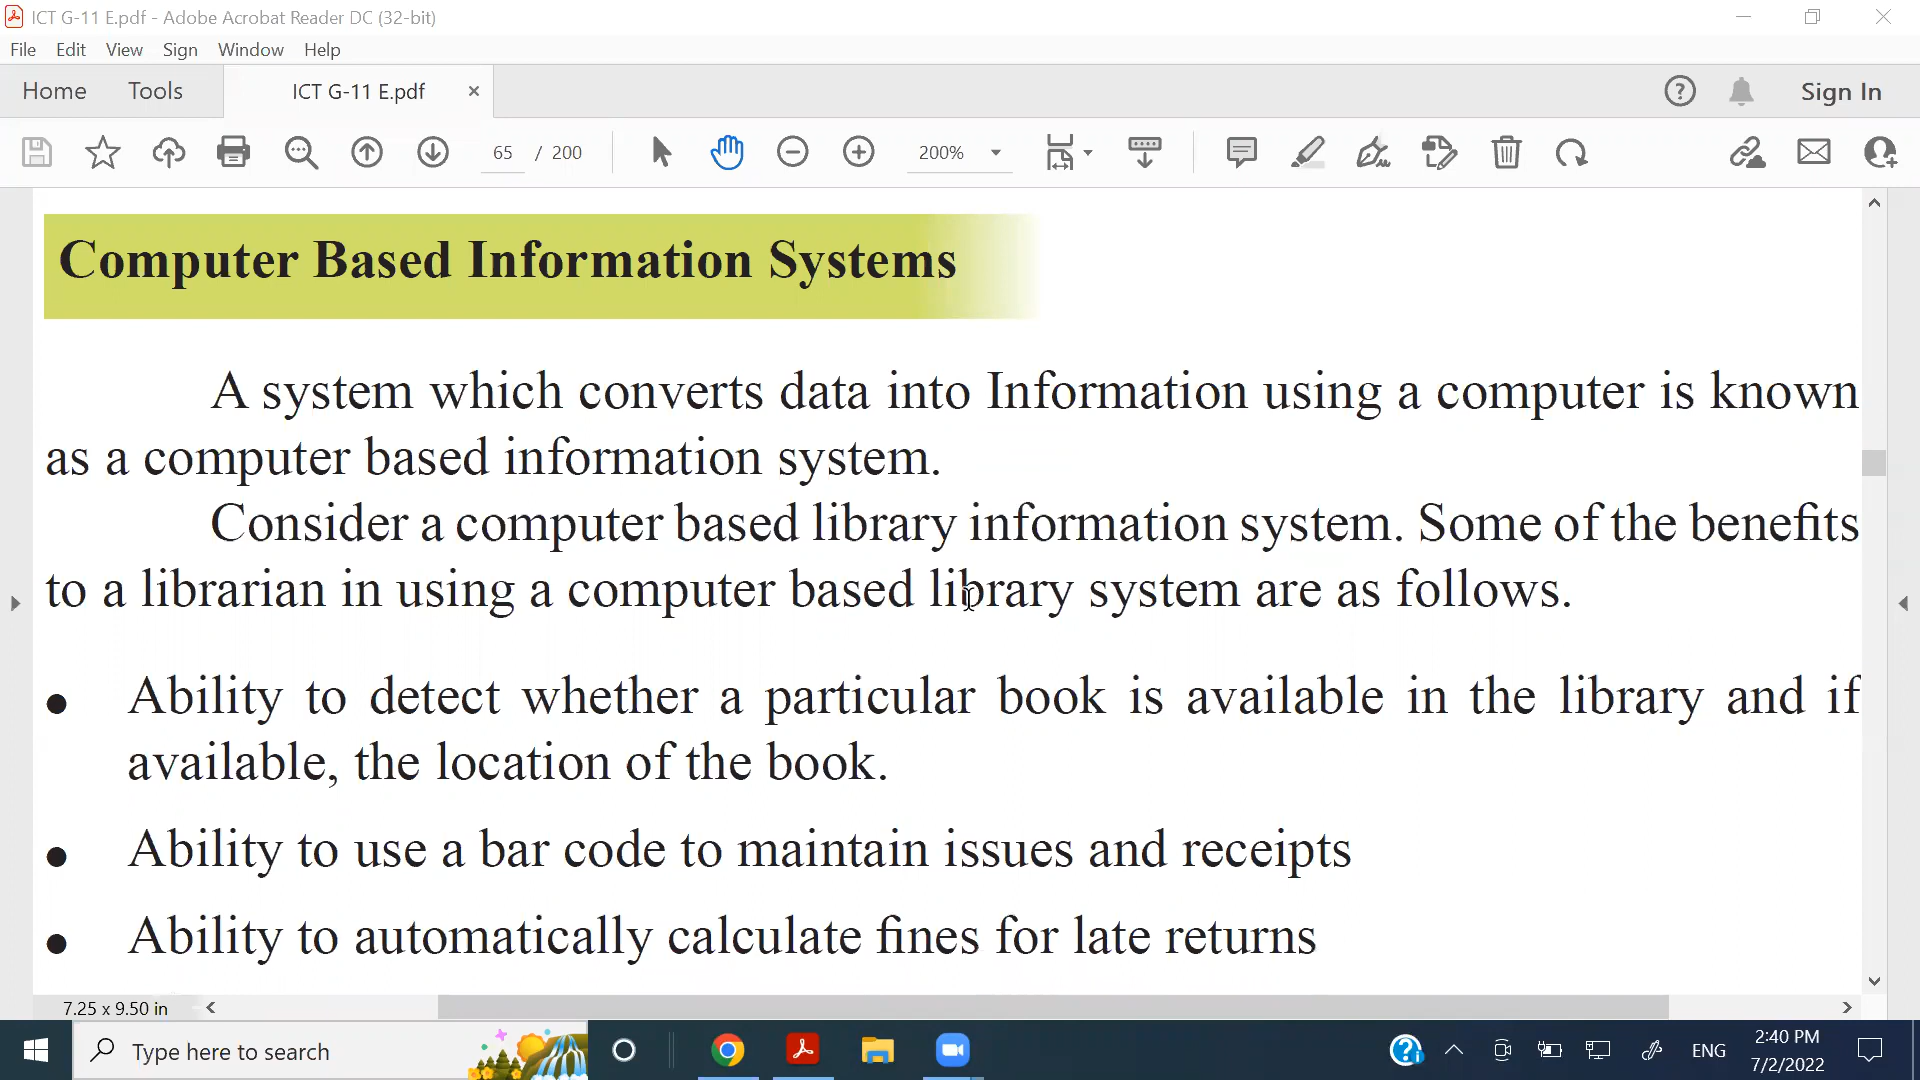 ICT G-11 E.pdf - Adobe Acrobat Reader DC (32-bit)
File Edit View Sign Window Help
Home Tools ICT G-11 E.pdf × Sign In
65 / 200 200%
Computer Based Information Systems
A system which converts data into Information using a computer is known
as a computer based information system.
Consider a computer based library information system. Some of the benefits
to a librarian in using a computer based library system are as follows.
● Ability to detect whether a particular book is available in the library and if
available, the location of the book.
● Ability to use a bar code to maintain issues and receipts
● Ability to automatically calculate fines for late returns
7.25 x 9.50 in
Type here to search ENG 2:40 PM
7/2/2022